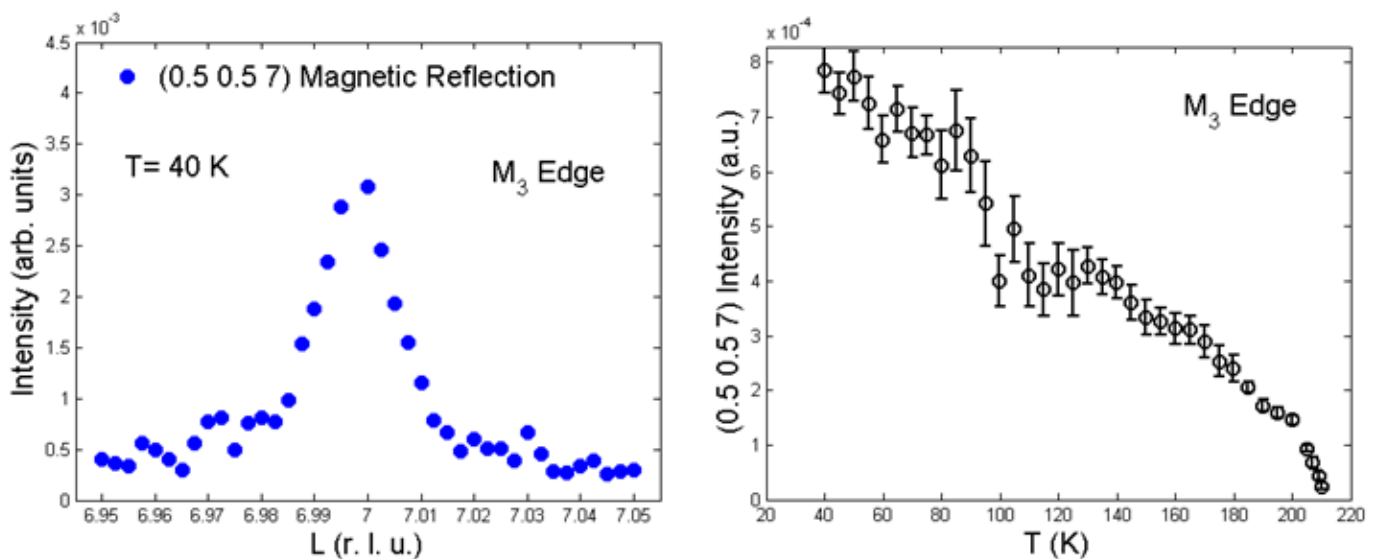 x 10⁻³
4.5
4
3.5
3
2.5
2
1.5
1
0.5
0
(0.5 0.5 7) Magnetic Reflection
T= 40 K
M₃ Edge
Intensity (arb. units)
6.95 6.96 6.97 6.98 6.99 7 7.01 7.02 7.03 7.04 7.05
L (r. l. u.)
x 10⁻⁴
8
7
6
5
4
3
2
1
0
M₃ Edge
(0.5 0.5 7) Intensity (a.u.)
20 40 60 80 100 120 140 160 180 200 220
T (K)